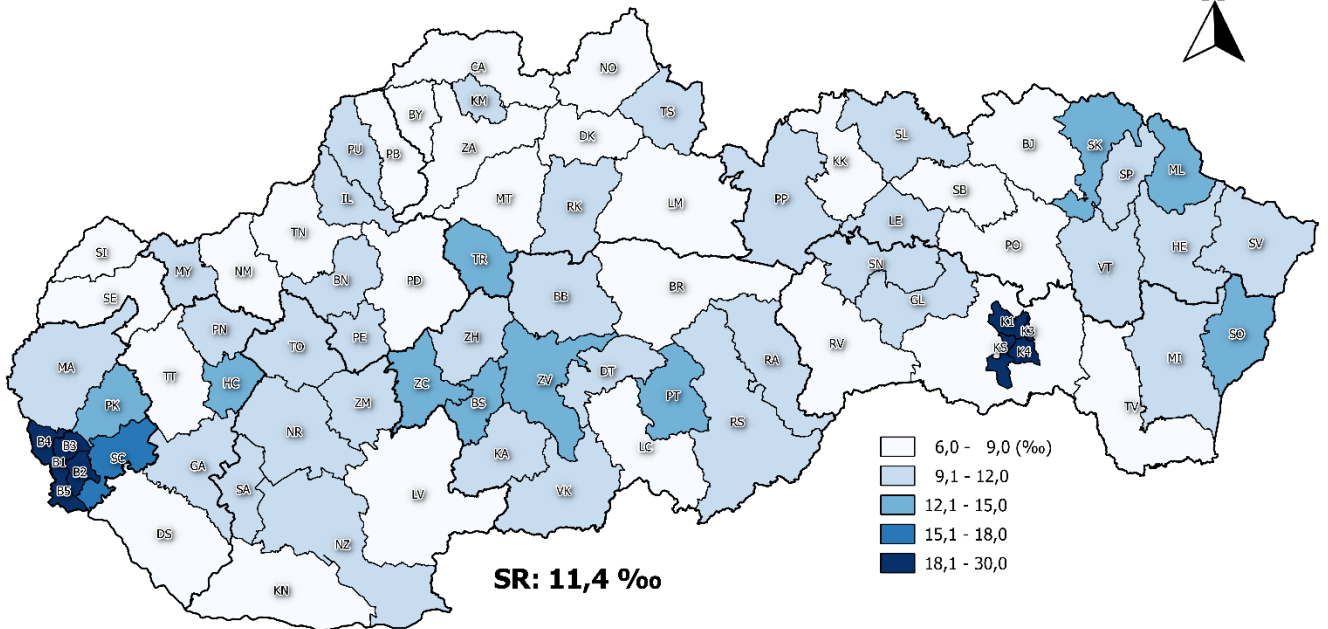 CA
NO
KM
TS
BY
DK
SL
PU
PB
ZA
KK
BJ
SK
SP
ML
IL
MT
RK
LM
PP
SB
LE
TN
PO
HE
SV
SI
MY
NM
BN
PD
TR
BB
BR
SN
VT
SE
GL
PN
TO
PE
ZH
RV
K1
K3
SO
MA
TT
HC
ZC
BS
ZV
DT
PT
RA
K5
K4
MI
PK
ZM
RS
TV
B4
B3
SC
NR
B1
B2
GA
SA
KA
LC
B5
LV
VK
DS
NZ
KN
6,0 - 9,0 (‰)
9,1 - 12,0
12,1 - 15,0
15,1 - 18,0
18,1 - 30,0
SR: 11,4 ‰